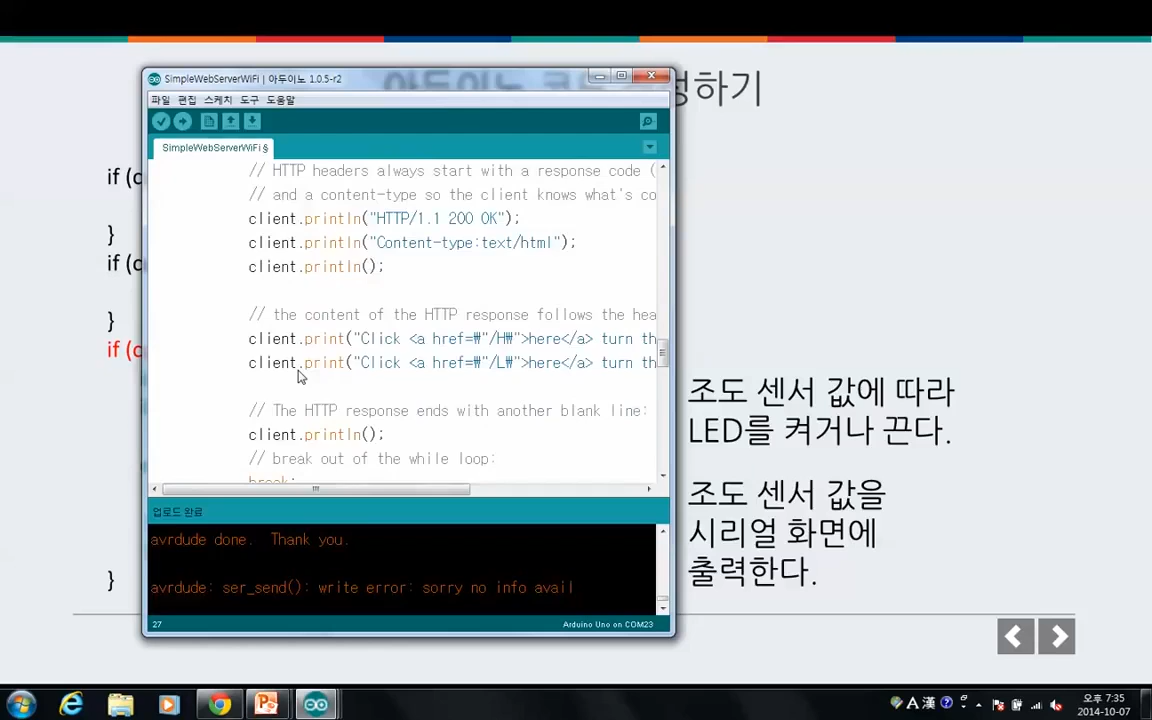 정하기
SimpleWebServerWiFi | 아두이노 1.0.5-r2
파일 편집 스케치 도구 도움말
SimpleWebServerWiFi §
// HTTP headers always start with a response code (
// and a content-type so the client knows what's co
client.println("HTTP/1.1 200 OK");
client.println("Content-type:text/html");
client.println();
// the content of the HTTP response follows the hea
client.print("Click <a href=₩"/H₩">here</a> turn th
client.print("Click <a href=₩"/L₩">here</a> turn th
// The HTTP response ends with another blank line:
client.println();
// break out of the while loop:
break;
업로드 완료
avrdude done.  Thank you.
avrdude: ser_send(): write error: sorry no info avail
27
Arduino Uno on COM23
if (
}
if (
}
if (
}
조도 센서 값에 따라
LED를 켜거나 끈다.
조도 센서 값을
시리얼 화면에
출력한다.
A 漢
오후 7:35
2014-10-07